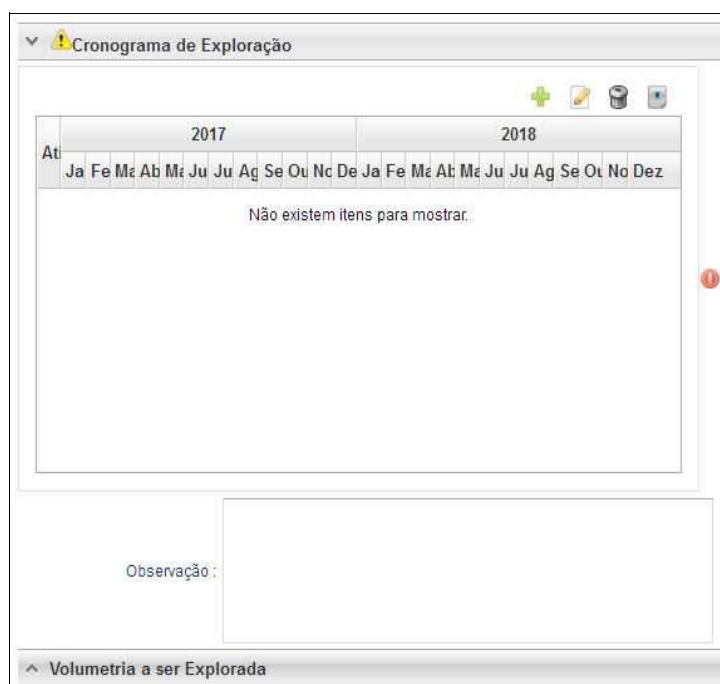 Cronograma de Exploração
2017 2018
Ati
Ja Fe Ma Ab Ma Ju Ju Ag Se Ou No De Ja Fe Ma Ab Ma Ju Ju Ag Se Ou No Dez
Não existem itens para mostrar.
Observação :
Volumetria a ser Explorada